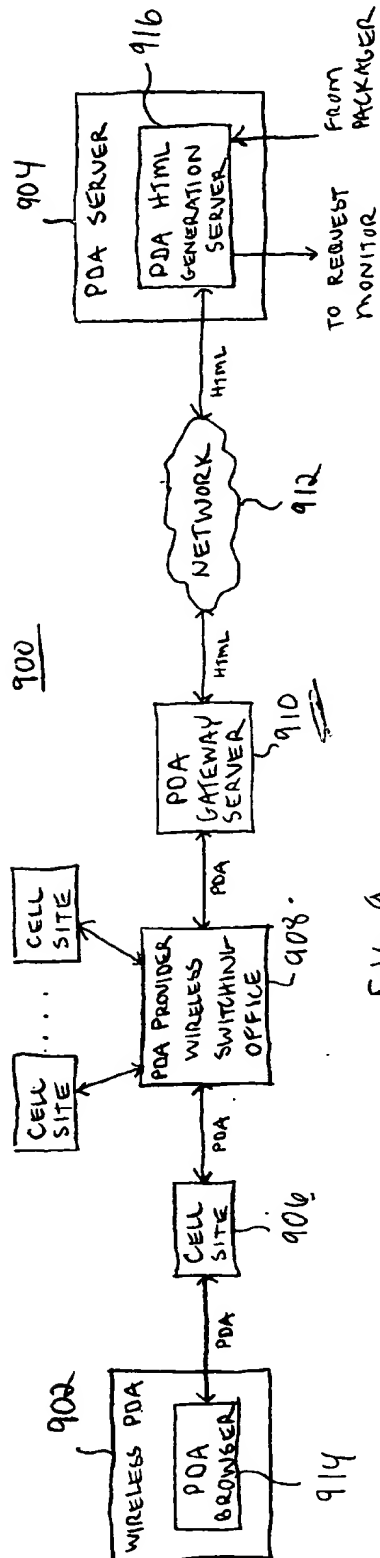 900
902
WIRELESS PDA
PDA
BROWSER
914
PDA
CELL
SITE
906
PDA
CELL
SITE
....
CELL
SITE
PDA PROVIDER
WIRELESS
SWITCHING
OFFICE
908.
PDA
PDA
GATEWAY
SERVER
910
HTML
NETWORK
912
HTML
904
PDA SERVER
916
PDA HTML
GENERATION
SERVER
TO REQUEST
MONITOR
FROM
PACKAGER